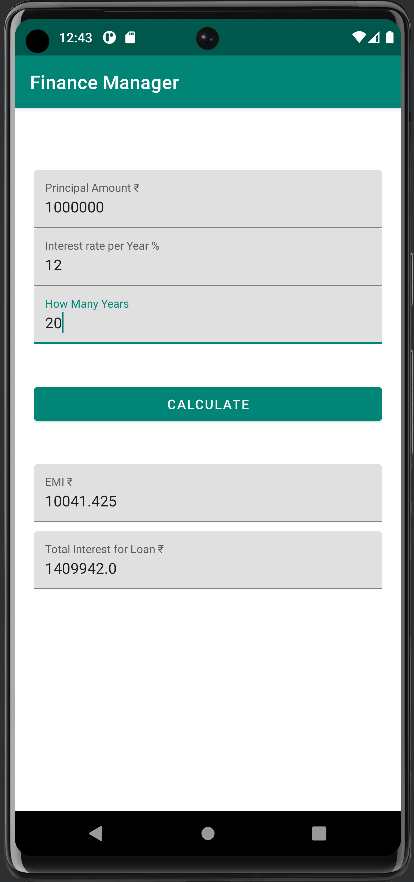 12:43
Finance Manager
Principal Amount ₹
1000000
Interest rate per Year %
12
How Many Years
20
CALCULATE
EMI ₹
10041.425
Total Interest for Loan ₹
1409942.0